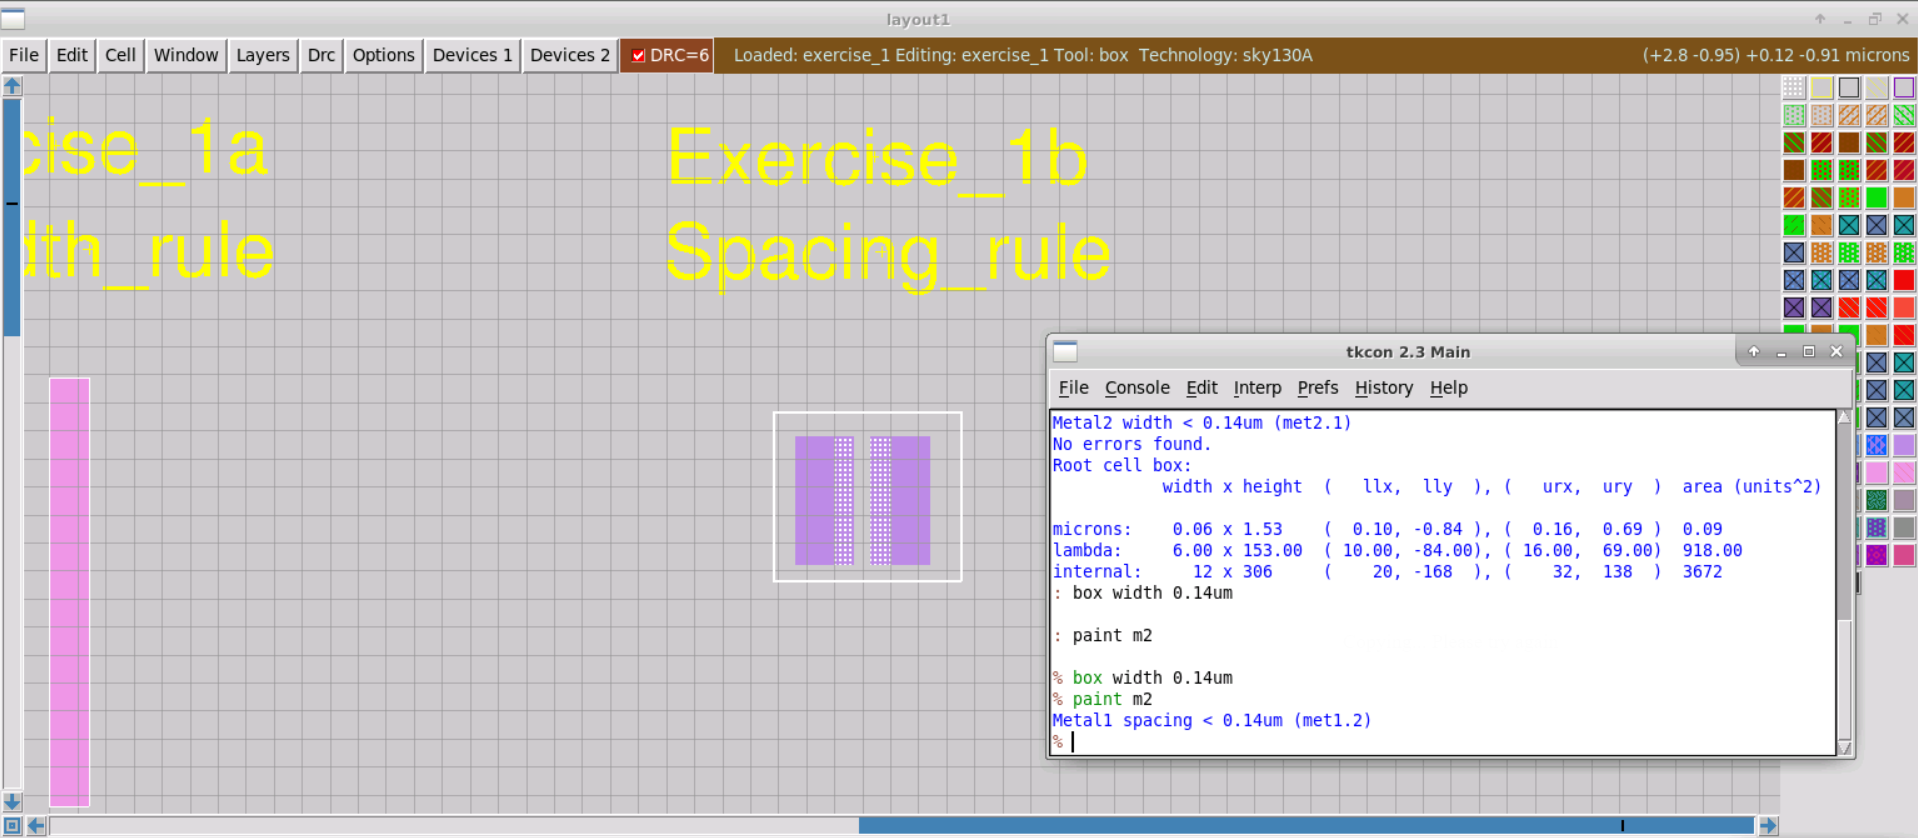 layout1
File Edit Cell Window Layers Drc Options Devices 1 Devices 2 DRC=6 Loaded: exercise_1 Editing: exercise_1 Tool: box Technology: sky130A (+2.8 -0.95) +0.12 -0.91 microns
cise_1a
Exercise_1b
dth_rule
Spacing_rule
tkcon 2.3 Main
File Console Edit Interp Prefs History Help
Metal2 width < 0.14um (met2.1)
No errors found.
Root cell box:
width x height ( llx, lly ), ( urx, ury ) area (units^2)
microns: 0.06 x 1.53 ( 0.10, -0.84 ), ( 0.16, 0.69 ) 0.09
lambda: 6.00 x 153.00 ( 10.00, -84.00), ( 16.00, 69.00) 918.00
internal: 12 x 306 ( 20, -168 ), ( 32, 138 ) 3672
: box width 0.14um
: paint m2
% box width 0.14um
% paint m2
Metal1 spacing < 0.14um (met1.2)
%